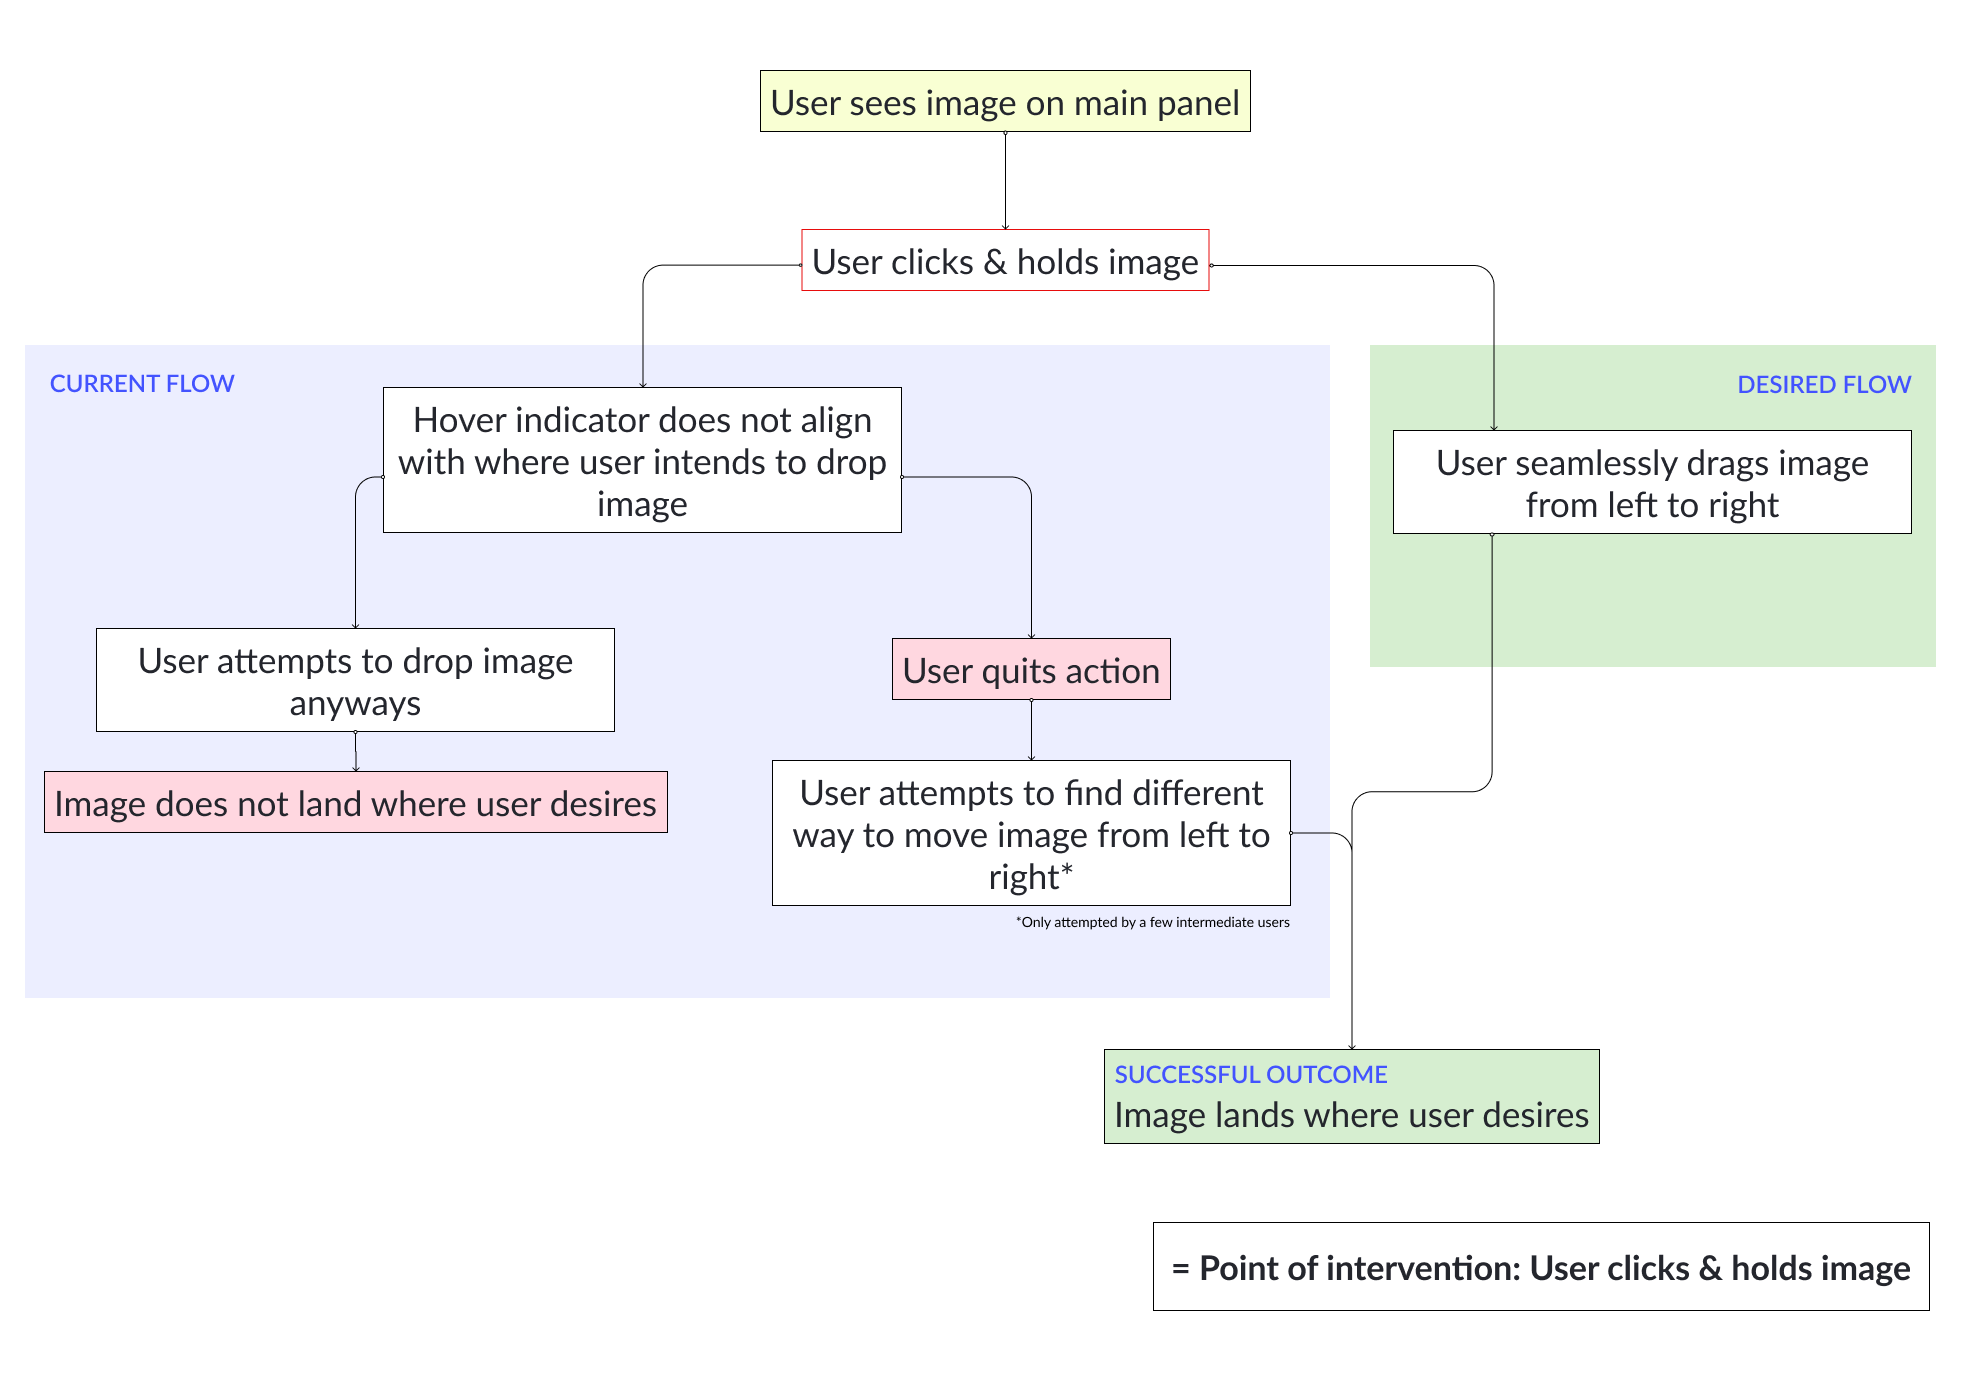 User sees image on main panel
User clicks & holds image
CURRENT FLOW
Hover indicator does not align
with where user intends to drop
image
User attempts to drop image
anyways
Image does not land where user desires
User quits action
User attempts to find different
way to move image from left to
right*
*Only attempted by a few intermediate users
DESIRED FLOW
User seamlessly drags image
from left to right
SUCCESSFUL OUTCOME
Image lands where user desires
= Point of intervention: User clicks & holds image